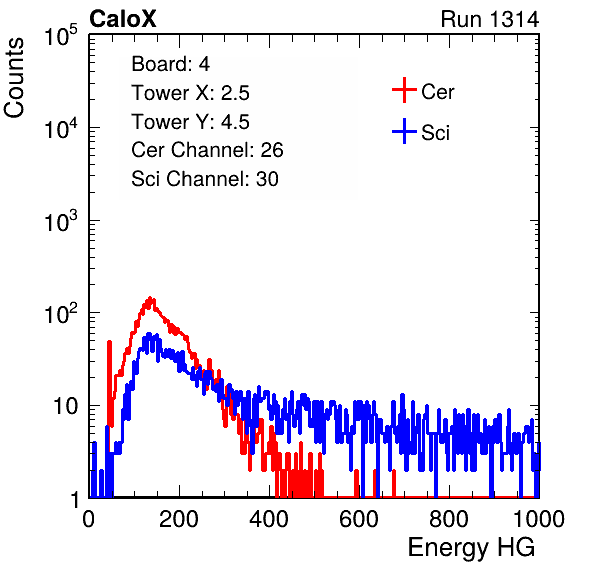 CaloX Run 1314
Counts
10^5
10^4
10^3
10^2
10
1
Board: 4
Tower X: 2.5
Tower Y: 4.5
Cer Channel: 26
Sci Channel: 30
Cer
Sci
0 200 400 600 800 1000
Energy HG